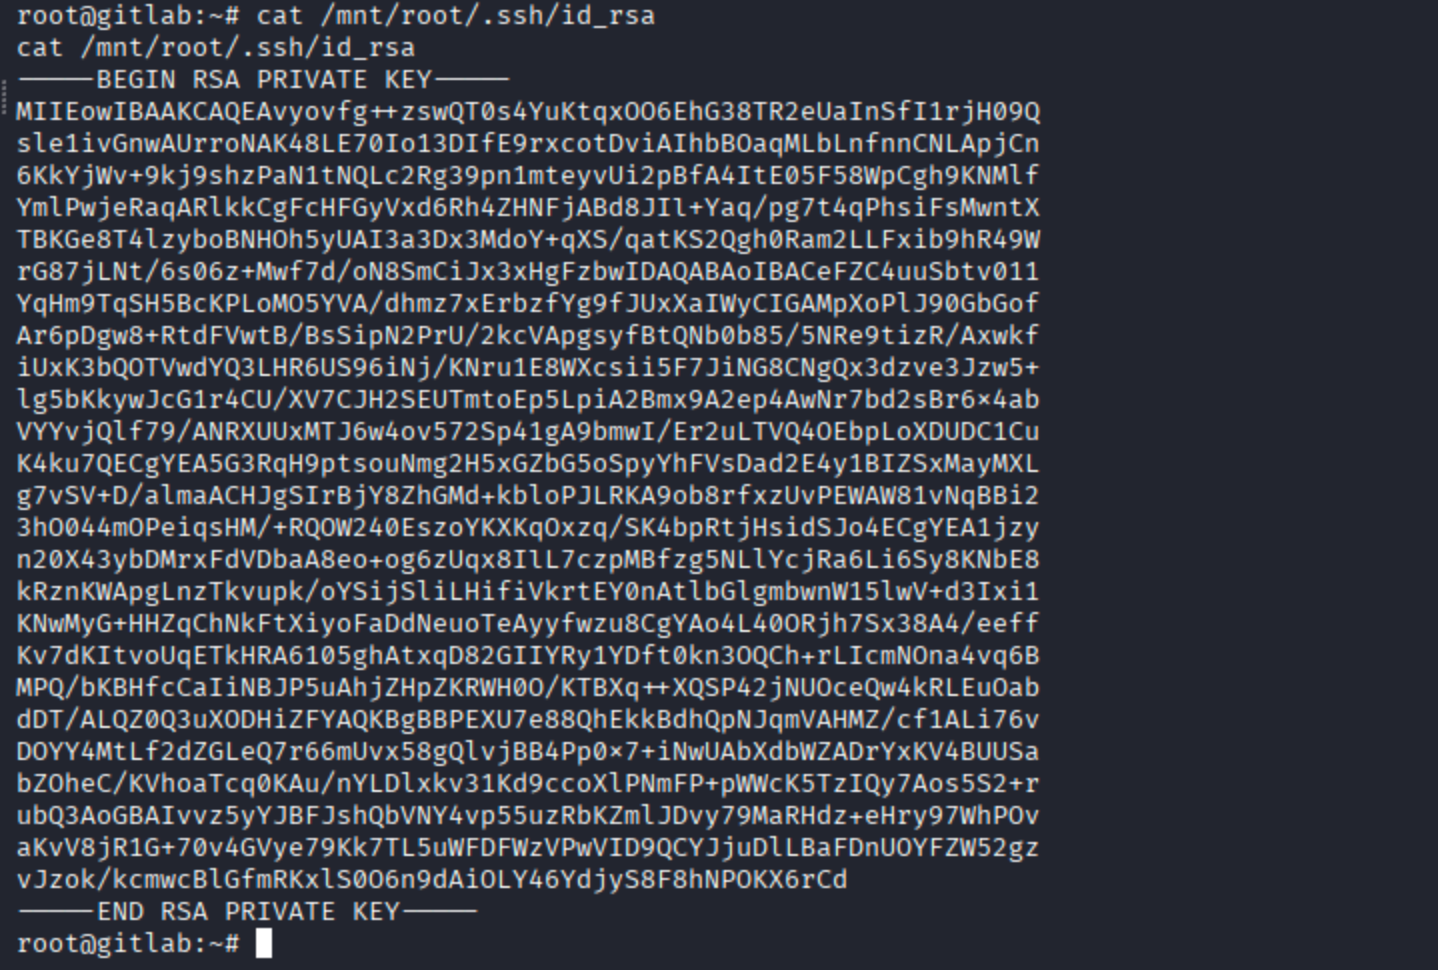 root@gitlab:~# cat /mnt/root/.ssh/id_rsa
cat /mnt/root/.ssh/id_rsa
-----BEGIN RSA PRIVATE KEY-----
MIIEowIBAAKCAQEAvyovfg++zswQT0s4YuKtqxOO6EhG38TR2eUaInSfI1rjH09Q
sle1ivGnwAUrroNAK48LE70Io13DIfE9rxcotDviAIhbBOaqMLbLnfnnCNLApjCn
6KkYjWv+9kj9shzPaN1tNQLc2Rg39pn1mteyvUi2pBfA4ItE05F58WpCgh9KNMlf
YmlPwjeRaqARlkkCgFcHFGyVxd6Rh4ZHNFjABd8JIl+Yaq/pg7t4qPhsiFsMwntX
TBKGe8T4lzyboBNHOh5yUAI3a3Dx3MdoY+qXS/qatKS2Qgh0Ram2LLFxib9hR49W
rG87jLNt/6s06z+Mwf7d/oN8SmCiJx3xHgFzbwIDAQABAoIBACeFZC4uuSbtv011
YqHm9TqSH5BcKPLoMO5YVA/dhmz7xErbzfYg9fJUxXaIWyCIGAMpXoPlJ90GbGof
Ar6pDgw8+RtdFVwtB/BsSipN2PrU/2kcVApgsyfBtQNb0b85/5NRe9tizR/Axwkf
iUxK3bQOTVwdYQ3LHR6US96iNj/KNru1E8WXcsii5F7JiNG8CNgQx3dzve3Jzw5+
lg5bKkywJcG1r4CU/XV7CJH2SEUTmtoEp5LpiA2Bmx9A2ep4AwNr7bd2sBr6x4ab
VYYvjQlf79/ANRXUUxMTJ6w4ov572Sp41gA9bmwI/Er2uLTVQ4OEbpLoXDUDC1Cu
K4ku7QECgYEA5G3RqH9ptsouNmg2H5xGZbG5oSpyYhFVsDad2E4y1BIZSxMayMXL
g7vSV+D/almaACHJgSIrBjY8ZhGMd+kbloPJLRKA9ob8rfxzUvPEWAW81vNqBBi2
3hO044mOPeiqsHM/+RQOW240EszoYKXKqOxzq/SK4bpRtjHsidSJo4ECgYEA1jzy
n20X43ybDMrxFdVDbaA8eo+og6zUqx8IlL7czpMBfzg5NLlYcjRa6Li6Sy8KNbE8
kRznKWApgLnzTkvupk/oYSijSliLHifiVkrtEY0nAtlbGlgmbwnW15lwV+d3Ixi1
KNwMyG+HHZqChNkFtXiyoFaDdNeuoTeAyyfwzu8CgYAo4L40ORjh7Sx38A4/eeff
Kv7dKItvoUqETkHRA6105ghAtxqD82GIIYRy1YDft0kn3OQCh+rLIcmNOna4vq6B
MPQ/bKBHfcCaIiNBJP5uAhjZHpZKRWH0O/KTBXq++XQSP42jNUOceQw4kRLEuOab
dDT/ALQZ0Q3uXODHiZFYAQKBgBBPEXU7e88QhEkkBdhQpNJqmVAHMZ/cf1ALi76v
DOYY4MtLf2dZGLeQ7r66mUvx58gQlvjBB4Pp0x7+iNwUAbXdbWZADrYxKV4BUUSa
bZOheC/KVhoaTcq0KAu/nYLDlxkv31Kd9ccoXlPNmFP+pWWcK5TzIQy7Aos5S2+r
ubQ3AoGBAIvvz5yYJBFJshQbVNY4vp55uzRbKZmlJDvy79MaRHdz+eHry97WhPOv
aKvV8jR1G+70v4GVye79Kk7TL5uWFDFWzVPwVID9QCYJjuDlLBaFDnUOYFZW52gz
vJzok/kcmwcBlGfmRKxlS0O6n9dAiOLY46YdjyS8F8hNPOKX6rCd
-----END RSA PRIVATE KEY-----
root@gitlab:~#